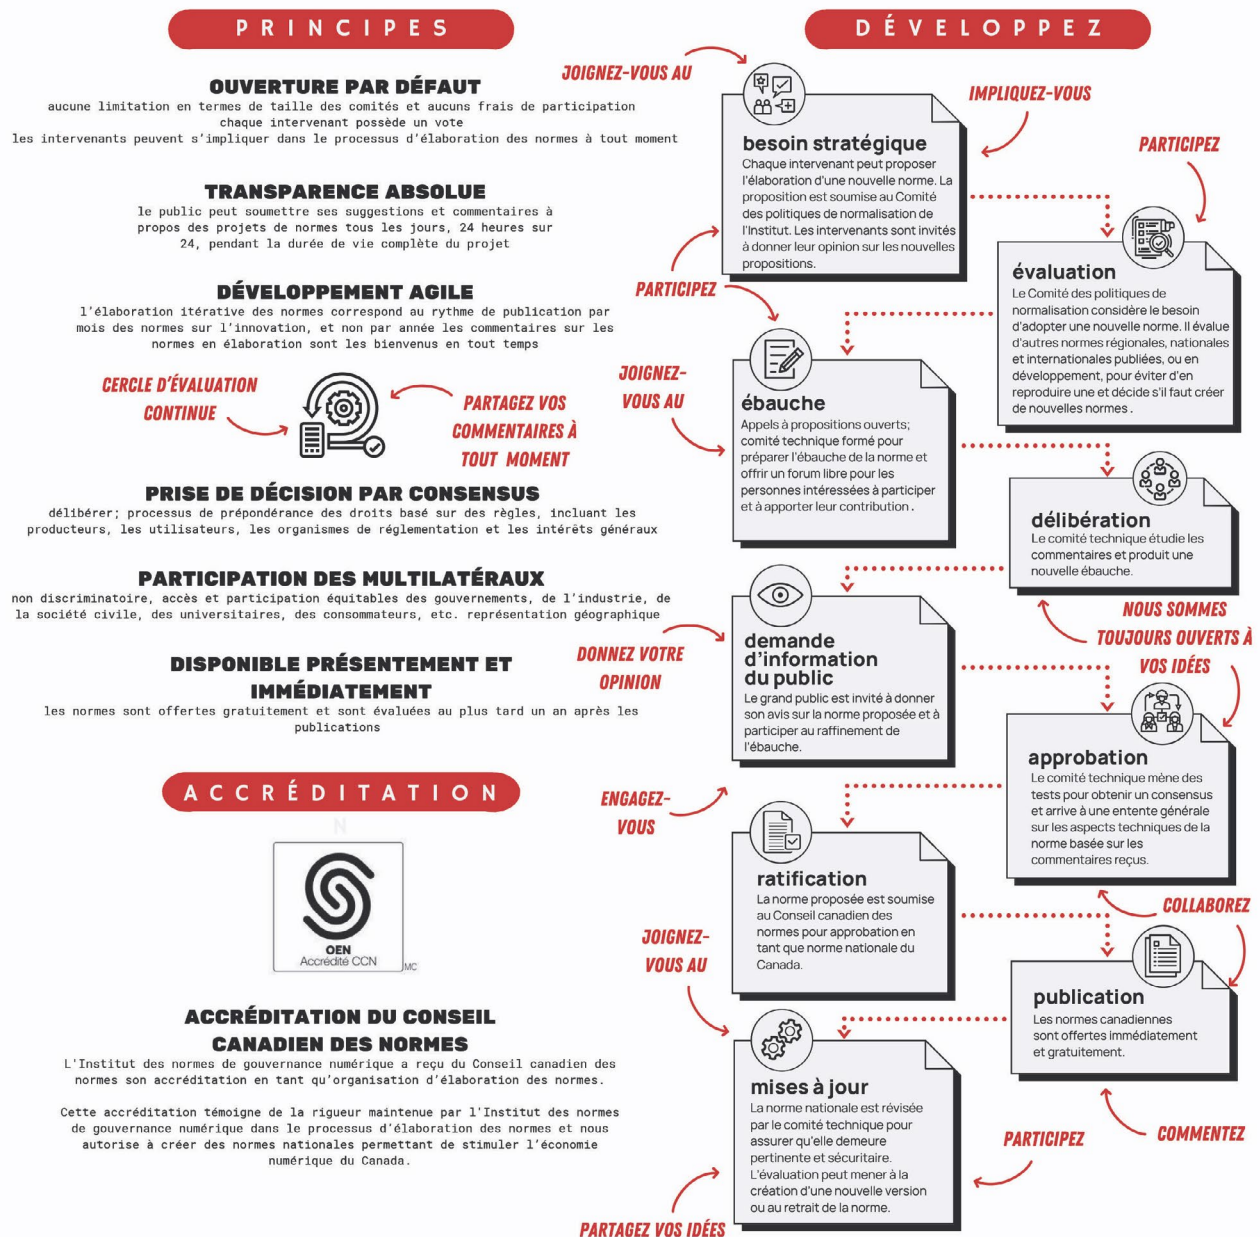 PRINCIPES
OUVERTURE PAR DÉFAUT
aucune limitation en termes de taille des comités et aucuns frais de participation
chaque intervenant possède un vote
les intervenants peuvent s'impliquer dans le processus d'élaboration des normes à tout moment
TRANSPARENCE ABSOLUE
le public peut soumettre ses suggestions et commentaires à
propos des projets de normes tous les jours, 24 heures sur
24, pendant la durée de vie complète du projet
DÉVELOPPEMENT AGILE
l'élaboration itérative des normes correspond au rythme de publication par
mois des normes sur l'innovation, et non par année les commentaires sur les
normes en élaboration sont les bienvenus en tout temps
CERCLE D'ÉVALUATION
CONTINUE
PARTAGEZ VOS
COMMENTAIRES À
TOUT MOMENT
PRISE DE DÉCISION PAR CONSENSUS
délibérer; processus de prépondérance des droits basé sur des règles, incluant les
producteurs, les utilisateurs, les organismes de réglementation et les intérêts généraux
PARTICIPATION DES MULTILATÉRAUX
non discriminatoire, accès et participation équitables des gouvernements, de l'industrie, de
la société civile, des universitaires, des consommateurs, etc. représentation géographique
DISPONIBLE PRÉSENTEMENT ET
IMMÉDIATEMENT
les normes sont offertes gratuitement et sont évaluées au plus tard un an après les
publications
ACCRÉDITATION
N
OEN
Accrédité CCN
MC
ACCRÉDITATION DU CONSEIL
CANADIEN DES NORMES
L'Institut des normes de gouvernance numérique a reçu du Conseil canadien des
normes son accréditation en tant qu'organisation d'élaboration des normes.
Cette accréditation témoigne de la rigueur maintenue par l'Institut des normes
de gouvernance numérique dans le processus d'élaboration des normes et nous
autorise à créer des normes nationales permettant de stimuler l'économie
numérique du Canada.
DÉVELOPPEZ
JOIGNEZ-VOUS AU
IMPLIQUEZ-VOUS
besoin stratégique
Chaque intervenant peut proposer
l'élaboration d'une nouvelle norme. La
proposition est soumise au Comité
des politiques de normalisation de
l'Institut. Les intervenants sont invités
à donner leur opinion sur les nouvelles
propositions.
PARTICIPEZ
PARTICIPEZ
évaluation
Le Comité des politiques de
normalisation considère le besoin
d'adopter une nouvelle norme. Il évalue
d'autres normes régionales, nationales
et internationales publiées, ou en
développement, pour éviter d'en
reproduire une et décide s'il faut créer
de nouvelles normes .
JOIGNEZ-
VOUS AU
ébauche
Appels à propositions ouverts;
comité technique formé pour
préparer l'ébauche de la norme et
offrir un forum libre pour les
personnes intéressées à participer
et à apporter leur contribution .
délibération
Le comité technique étudie les
commentaires et produit une
nouvelle ébauche.
NOUS SOMMES
TOUJOURS OUVERTS À
VOS IDÉES
DONNEZ VOTRE
OPINION
demande
d'information
du public
Le grand public est invité à donner
son avis sur la norme proposée et à
participer au raffinement de
l'ébauche.
approbation
Le comité technique mène des
tests pour obtenir un consensus
et arrive à une entente générale
sur les aspects techniques de la
norme basée sur les
commentaires reçus.
ENGAGEZ-
VOUS
ratification
La norme proposée est soumise
au Conseil canadien des
normes pour approbation en
tant que norme nationale du
Canada.
COLLABOREZ
publication
Les normes canadiennes
sont offertes immédiatement
et gratuitement.
JOIGNEZ-
VOUS AU
mises à jour
La norme nationale est révisée
par le comité technique pour
assurer qu'elle demeure
pertinente et sécuritaire.
L'évaluation peut mener à la
création d'une nouvelle version
ou au retrait de la norme.
COMMENTEZ
PARTICIPEZ
PARTAGEZ VOS IDÉES